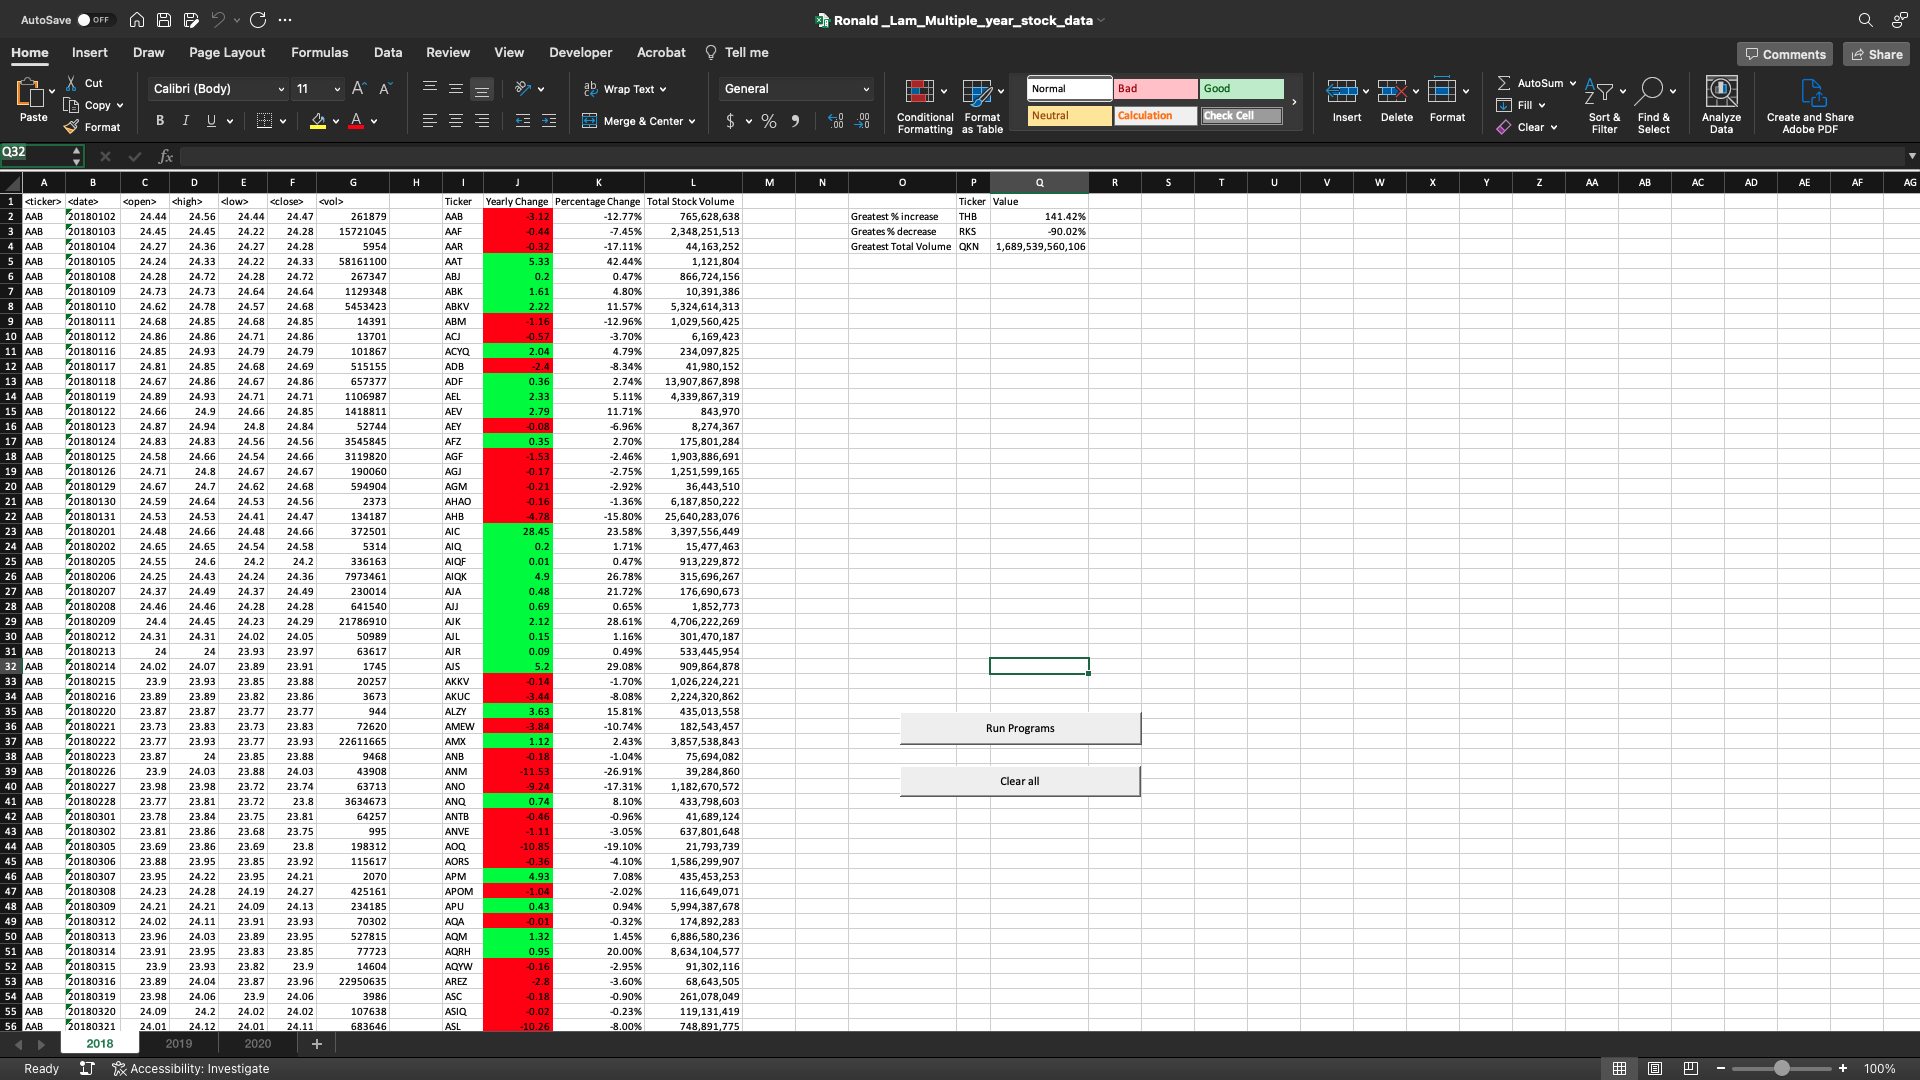 AutoSave OFF Ronald _Lam_Multiple_year_stock_data
Home Insert Draw Page Layout Formulas Data Review View Developer Acrobat Tell me Comments Share
Paste Cut Copy Format
Calibri (Body) 11 A A
B I U A
Wrap Text
Merge & Center
General
$ % 9
Conditional Formatting
Format as Table
Normal Bad Good
Neutral Calculation Check Cell
Insert Delete Format
AutoSum
Fill
Clear
Sort & Filter
Find & Select
Analyze Data
Create and Share Adobe PDF
Q32 fx
A B C D E F G H I J K L M N O P Q R S T U V W X Y Z AA AB AC AD AE AF AG
1 <ticker> <date> <open> <high> <low> <close> <vol> Ticker Yearly Change Percentage Change Total Stock Volume Ticker Value
2 AAB 20180102 24.44 24.56 24.44 24.47 261879 AAB -3.12 -12.77% 765,628,638 Greatest % increase THB 141.42%
3 AAB 20180103 24.45 24.45 24.22 24.28 15721045 AAF -0.44 -7.45% 2,348,251,513 Greates % decrease RKS -90.02%
4 AAB 20180104 24.27 24.36 24.27 24.28 5954 AAR -0.32 -17.11% 44,163,252 Greatest Total Volume QKN 1,689,539,560,106
5 AAB 20180105 24.24 24.33 24.22 24.33 58161100 AAT 5.33 42.44% 1,121,804
6 AAB 20180108 24.28 24.72 24.28 24.72 267347 ABJ 0.2 0.47% 866,724,156
7 AAB 20180109 24.73 24.73 24.64 24.64 1129348 ABK 1.61 4.80% 10,391,386
8 AAB 20180110 24.62 24.78 24.57 24.68 5453423 ABKV 2.22 11.57% 5,324,614,313
9 AAB 20180111 24.68 24.85 24.68 24.85 14391 ABM -1.16 -12.96% 1,029,560,425
10 AAB 20180112 24.86 24.86 24.71 24.86 13701 ACJ -0.57 -3.70% 6,169,423
11 AAB 20180116 24.85 24.93 24.79 24.79 101867 ACYQ 2.04 4.79% 234,097,825
12 AAB 20180117 24.81 24.85 24.68 24.69 515155 ADB -2.4 -8.34% 41,980,152
13 AAB 20180118 24.67 24.86 24.67 24.86 657377 ADF 0.36 2.74% 13,907,867,898
14 AAB 20180119 24.89 24.93 24.71 24.71 1106987 AEL 2.33 5.11% 4,339,867,319
15 AAB 20180122 24.66 24.9 24.66 24.85 1418811 AEV 2.79 11.71% 843,970
16 AAB 20180123 24.87 24.94 24.8 24.84 52744 AEY -0.08 -6.96% 8,274,367
17 AAB 20180124 24.83 24.83 24.56 24.56 3545845 AFZ 0.35 2.70% 175,801,284
18 AAB 20180125 24.58 24.66 24.54 24.66 3119820 AGF -1.53 -2.46% 1,903,886,691
19 AAB 20180126 24.71 24.8 24.67 24.67 190060 AGJ -0.17 -2.75% 1,251,599,165
20 AAB 20180129 24.67 24.7 24.62 24.68 594904 AGM -0.21 -2.92% 36,443,510
21 AAB 20180130 24.59 24.64 24.53 24.56 2373 AHAO -0.16 -1.36% 6,187,850,222
22 AAB 20180131 24.53 24.53 24.41 24.47 134187 AHB -4.78 -15.80% 25,640,283,076
23 AAB 20180201 24.48 24.66 24.48 24.66 372501 AIC 28.45 23.58% 3,397,556,449
24 AAB 20180202 24.65 24.65 24.54 24.58 5314 AIQ 0.2 1.71% 15,477,463
25 AAB 20180205 24.55 24.6 24.2 24.2 336163 AIQF 0.01 0.47% 913,229,872
26 AAB 20180206 24.25 24.43 24.24 24.36 7973461 AIQK 4.9 26.78% 315,696,267
27 AAB 20180207 24.37 24.49 24.37 24.49 230014 AJA 0.48 21.72% 176,690,673
28 AAB 20180208 24.46 24.46 24.28 24.28 641540 AJJ 0.69 0.65% 1,852,773
29 AAB 20180209 24.4 24.45 24.23 24.29 21786910 AJK 2.12 28.61% 4,706,222,269
30 AAB 20180212 24.31 24.31 24.02 24.05 50989 AJL 0.15 1.16% 301,470,187
31 AAB 20180213 24 24 23.93 23.97 63617 AJR 0.09 0.49% 533,445,954
32 AAB 20180214 24.02 24.07 23.89 23.91 1745 AJS 5.2 29.08% 909,864,878
33 AAB 20180215 23.9 23.93 23.85 23.88 20257 AKKV -0.14 -1.70% 1,026,224,221
34 AAB 20180216 23.89 23.89 23.82 23.86 3673 AKUC -3.44 -8.08% 2,224,320,862
35 AAB 20180220 23.87 23.87 23.77 23.77 944 ALZY 3.63 15.81% 435,013,558
36 AAB 20180221 23.73 23.83 23.73 23.83 72620 AMEW -3.84 -10.74% 182,543,457
37 AAB 20180222 23.77 23.93 23.77 23.93 22611665 AMX 1.12 2.43% 3,857,538,843
38 AAB 20180223 23.87 24 23.85 23.88 9468 ANB -0.18 -1.04% 75,694,082
39 AAB 20180226 23.9 24.03 23.88 24.03 43908 ANM -11.53 -26.91% 39,284,860
40 AAB 20180227 23.98 23.98 23.72 23.74 63713 ANO -9.24 -17.31% 1,182,670,572
41 AAB 20180228 23.77 23.81 23.72 23.8 3634673 ANQ 0.74 8.10% 433,798,603
42 AAB 20180301 23.78 23.84 23.75 23.81 64257 ANTB -0.46 -0.96% 41,689,124
43 AAB 20180302 23.81 23.86 23.68 23.75 995 ANVE -1.11 -3.05% 637,801,648
44 AAB 20180305 23.69 23.86 23.69 23.8 198312 AOQ -10.85 -19.10% 21,793,739
45 AAB 20180306 23.88 23.95 23.85 23.92 115617 AORS -0.36 -4.10% 1,586,299,907
46 AAB 20180307 23.95 24.22 23.95 24.21 2070 APM 4.93 7.08% 435,453,253
47 AAB 20180308 24.23 24.28 24.19 24.27 425161 APOM -1.04 -2.02% 116,649,071
48 AAB 20180309 24.21 24.21 24.09 24.13 234185 APU 0.43 0.94% 5,994,387,678
49 AAB 20180312 24.02 24.11 23.91 23.93 70302 AQA -0.01 -0.32% 174,892,283
50 AAB 20180313 23.96 24.03 23.89 23.95 527815 AQM 1.32 1.45% 6,886,580,236
51 AAB 20180314 23.91 23.95 23.83 23.85 77723 AQRH 0.95 20.00% 8,634,104,577
52 AAB 20180315 23.9 23.93 23.82 23.9 14604 AQYW -0.16 -2.95% 91,302,116
53 AAB 20180316 23.89 24.04 23.87 23.96 22950635 AREZ -2.8 -3.60% 68,643,505
54 AAB 20180319 23.98 24.06 23.9 24.06 3986 ASC -0.18 -0.90% 261,078,049
55 AAB 20180320 24.09 24.2 24.02 24.02 107638 ASIQ -0.02 -0.23% 119,131,419
56 AAB 20180321 24.01 24.12 24.01 24.11 683646 ASL -10.26 -8.00% 748,891,775
Run Programs
Clear all
2018 2019 2020 +
Ready Accessibility: Investigate 100%